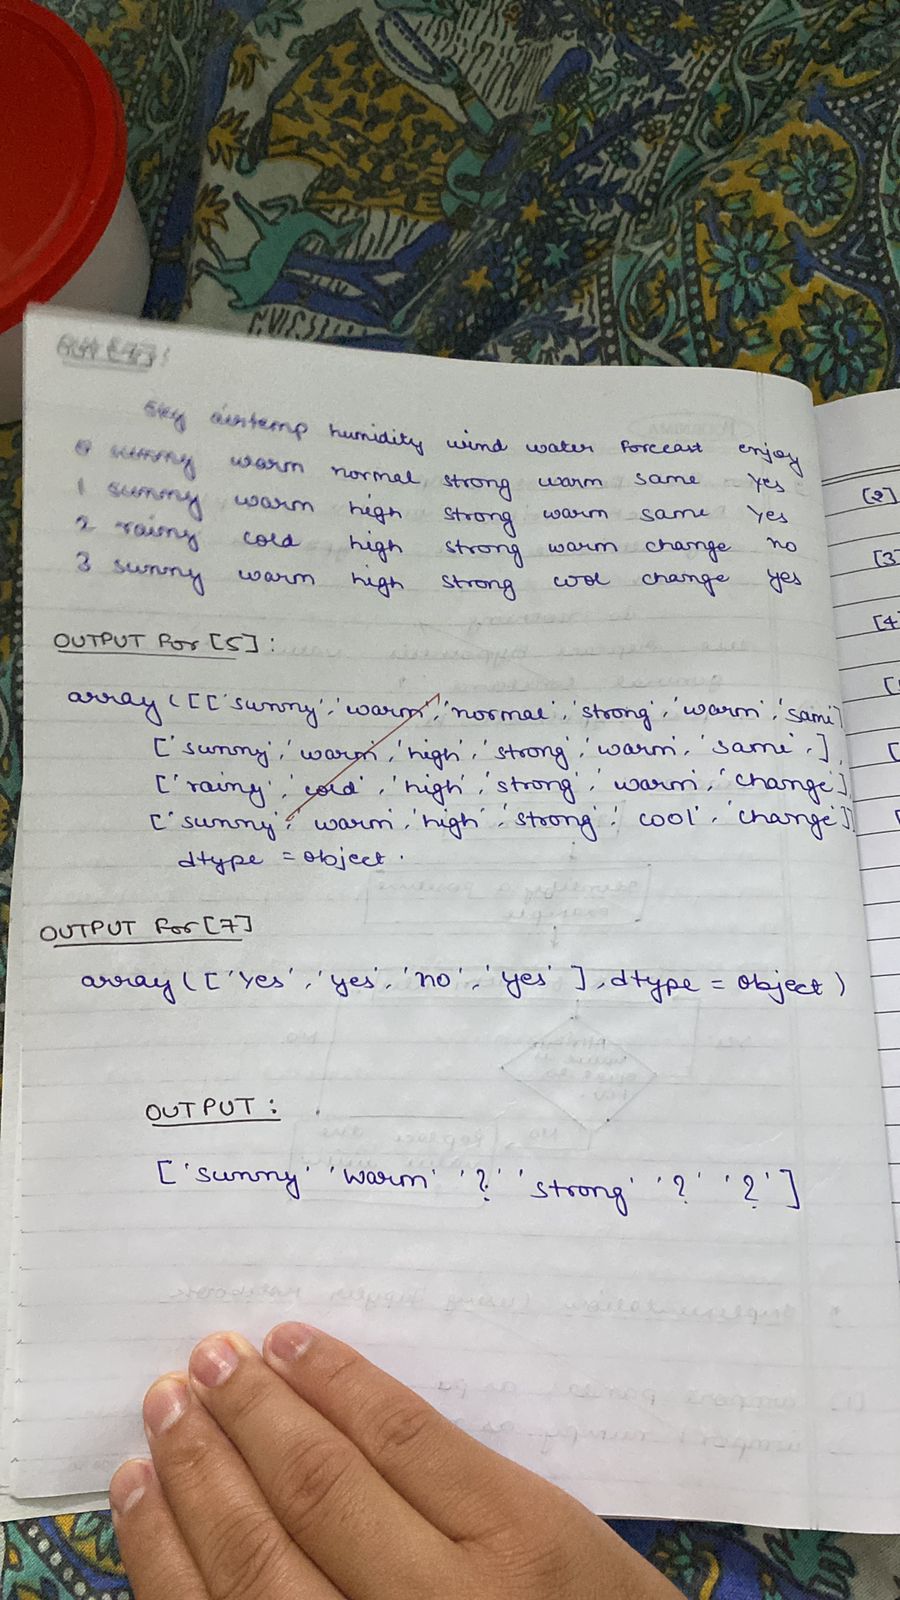 sky airtemp humidity wind water forecast enjoy
0 sunny warm normal strong warm same yes
1 sunny warm high strong warm same yes
2 rainy cold high strong warm change no
3 sunny warm high strong cool change yes
OUTPUT for [5]:
array([['sunny','warm','normal','strong','warm','same']
['sunny','warm','high','strong','warm','same',]
['rainy','cold','high','strong','warm','change'],
['sunny','warm','high','strong','cool','change']]
dtype = object.
OUTPUT for [7]
array(['Yes','yes','no','yes'],dtype = object)
OUTPUT:
['sunny' 'warm' '?' 'strong' '?' '?']
[2]
[3]
[4]